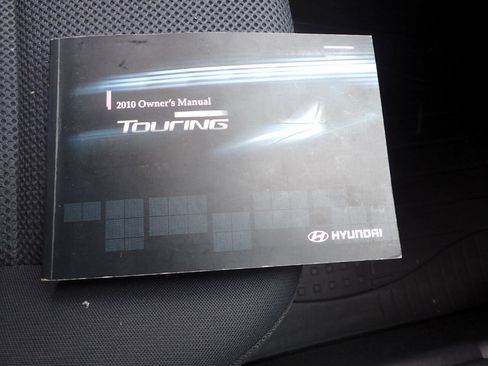 2010 Owner's Manual
TOURING
HYUNDAI